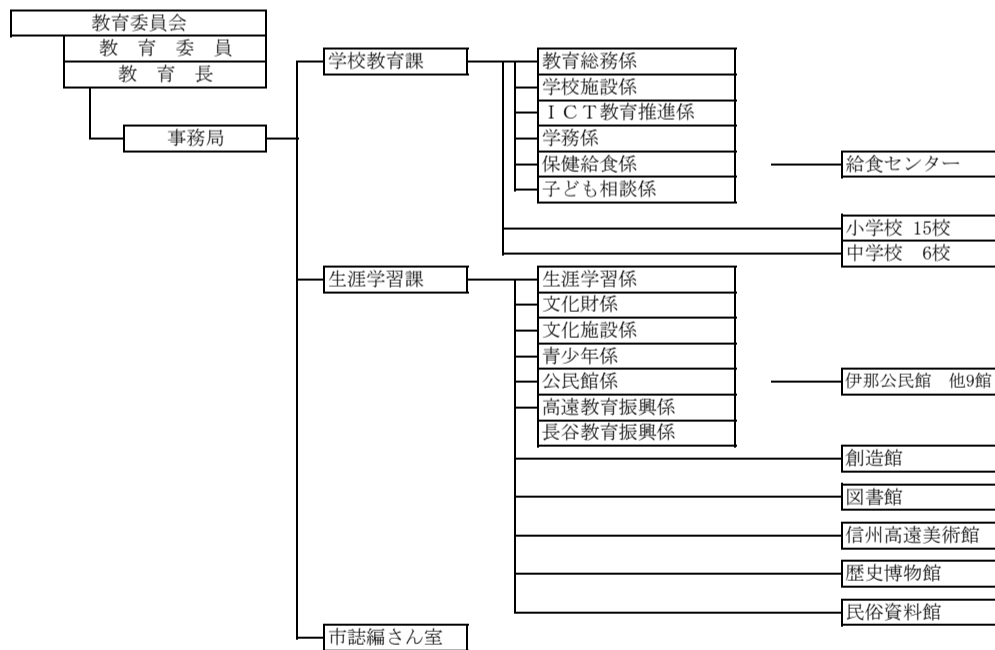 教育委員会
教　育　委　員
教　育　長
事務局
学校教育課
教育総務係
学校施設係
ＩＣＴ教育推進係
学務係
保健給食係
給食センター
子ども相談係
小学校 15校
中学校　6校
生涯学習課
生涯学習係
文化財係
文化施設係
青少年係
公民館係
伊那公民館　他9館
高遠教育振興係
長谷教育振興係
創造館
図書館
信州高遠美術館
歴史博物館
民俗資料館
市誌編さん室